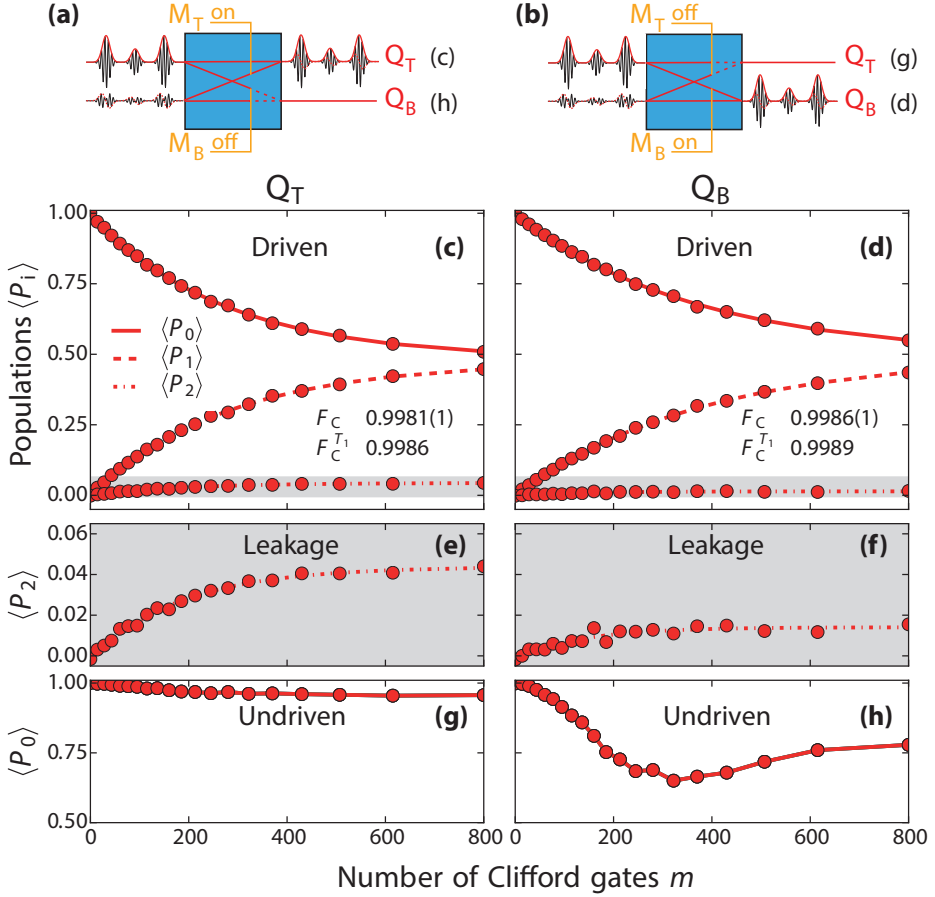 (a)
M_T on
Q_T (c)
Q_B (h)
M_B off
(b)
M_T off
Q_T (g)
Q_B (d)
M_B on
Q_T
Q_B
Populations ⟨P_i⟩
1.00
0.75
0.50
0.25
0.00
Driven (c)
⟨P_0⟩
⟨P_1⟩
⟨P_2⟩
F_C 0.9981(1)
F_C^{T_1} 0.9986
Driven (d)
F_C 0.9986(1)
F_C^{T_1} 0.9989
⟨P_2⟩
0.06
0.04
0.02
0.00
Leakage (e)
Leakage (f)
⟨P_0⟩
1.00
0.75
0.50
Undriven (g)
Undriven (h)
0 200 400 600 800
0 200 400 600 800
Number of Clifford gates m